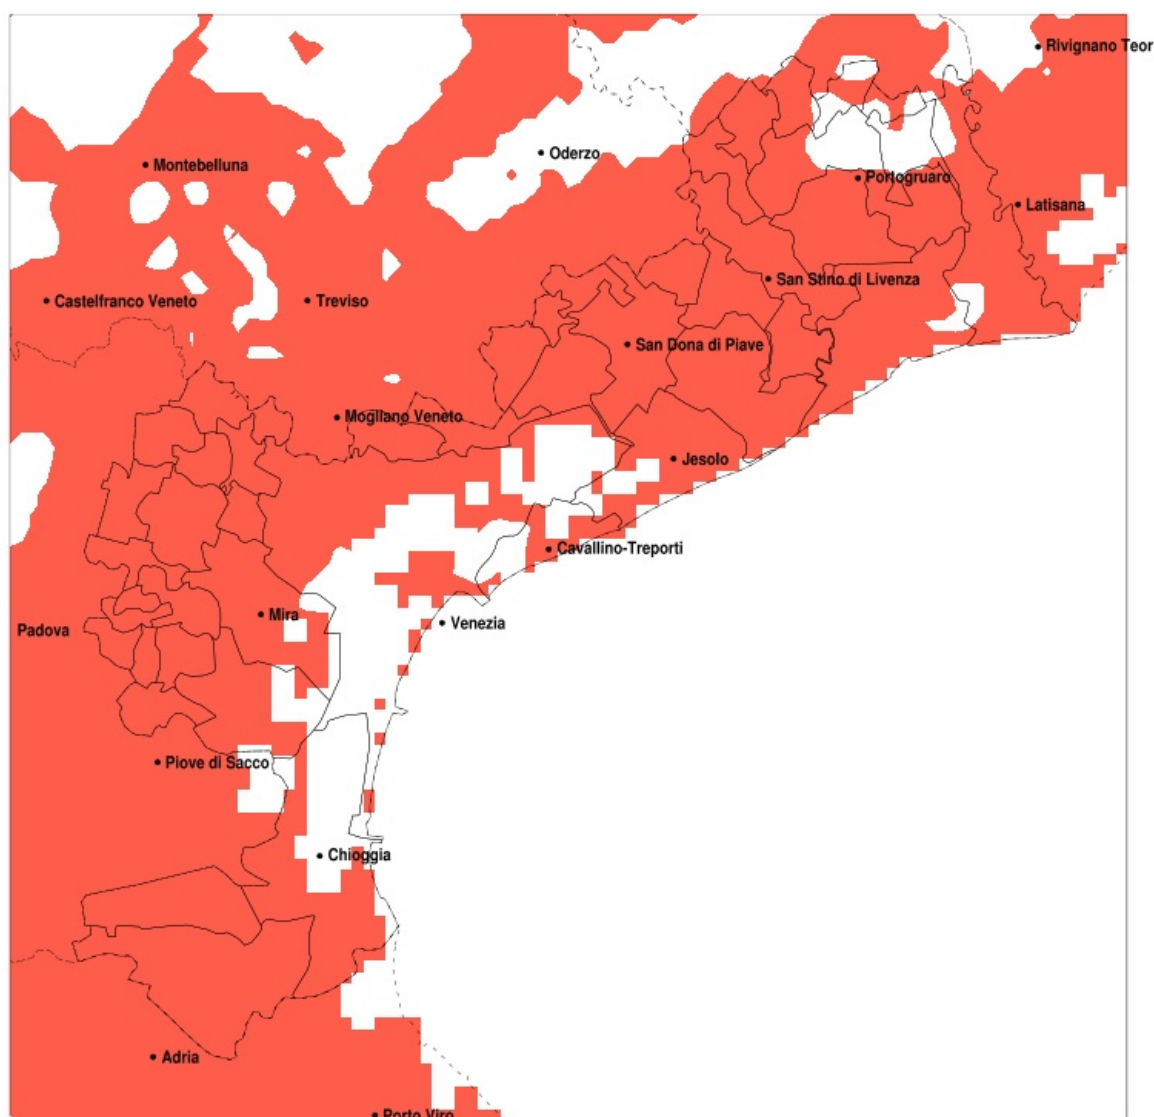 Rivignano Teor
Oderzo
Montebelluna
Portogruaro
Latisana
San Stino di Livenza
Castelfranco Veneto
Treviso
San Dona di Piave
Mogliano Veneto
Jesolo
Cavallino-Treporti
Mira
Venezia
Padova
Piove di Sacco
Chioggia
Adria
Porto Viro